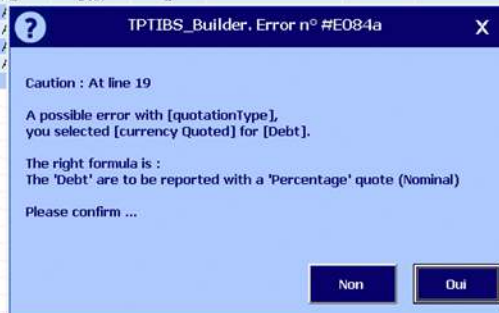 TPTIBS_Builder. Error n° #E084a
X
?
Caution : At line 19
A possible error with [quotationType],
you selected [currency Quoted] for [Debt].
The right formula is :
The 'Debt' are to be reported with a 'Percentage' quote (Nominal)
Please confirm ...
Non
Oui